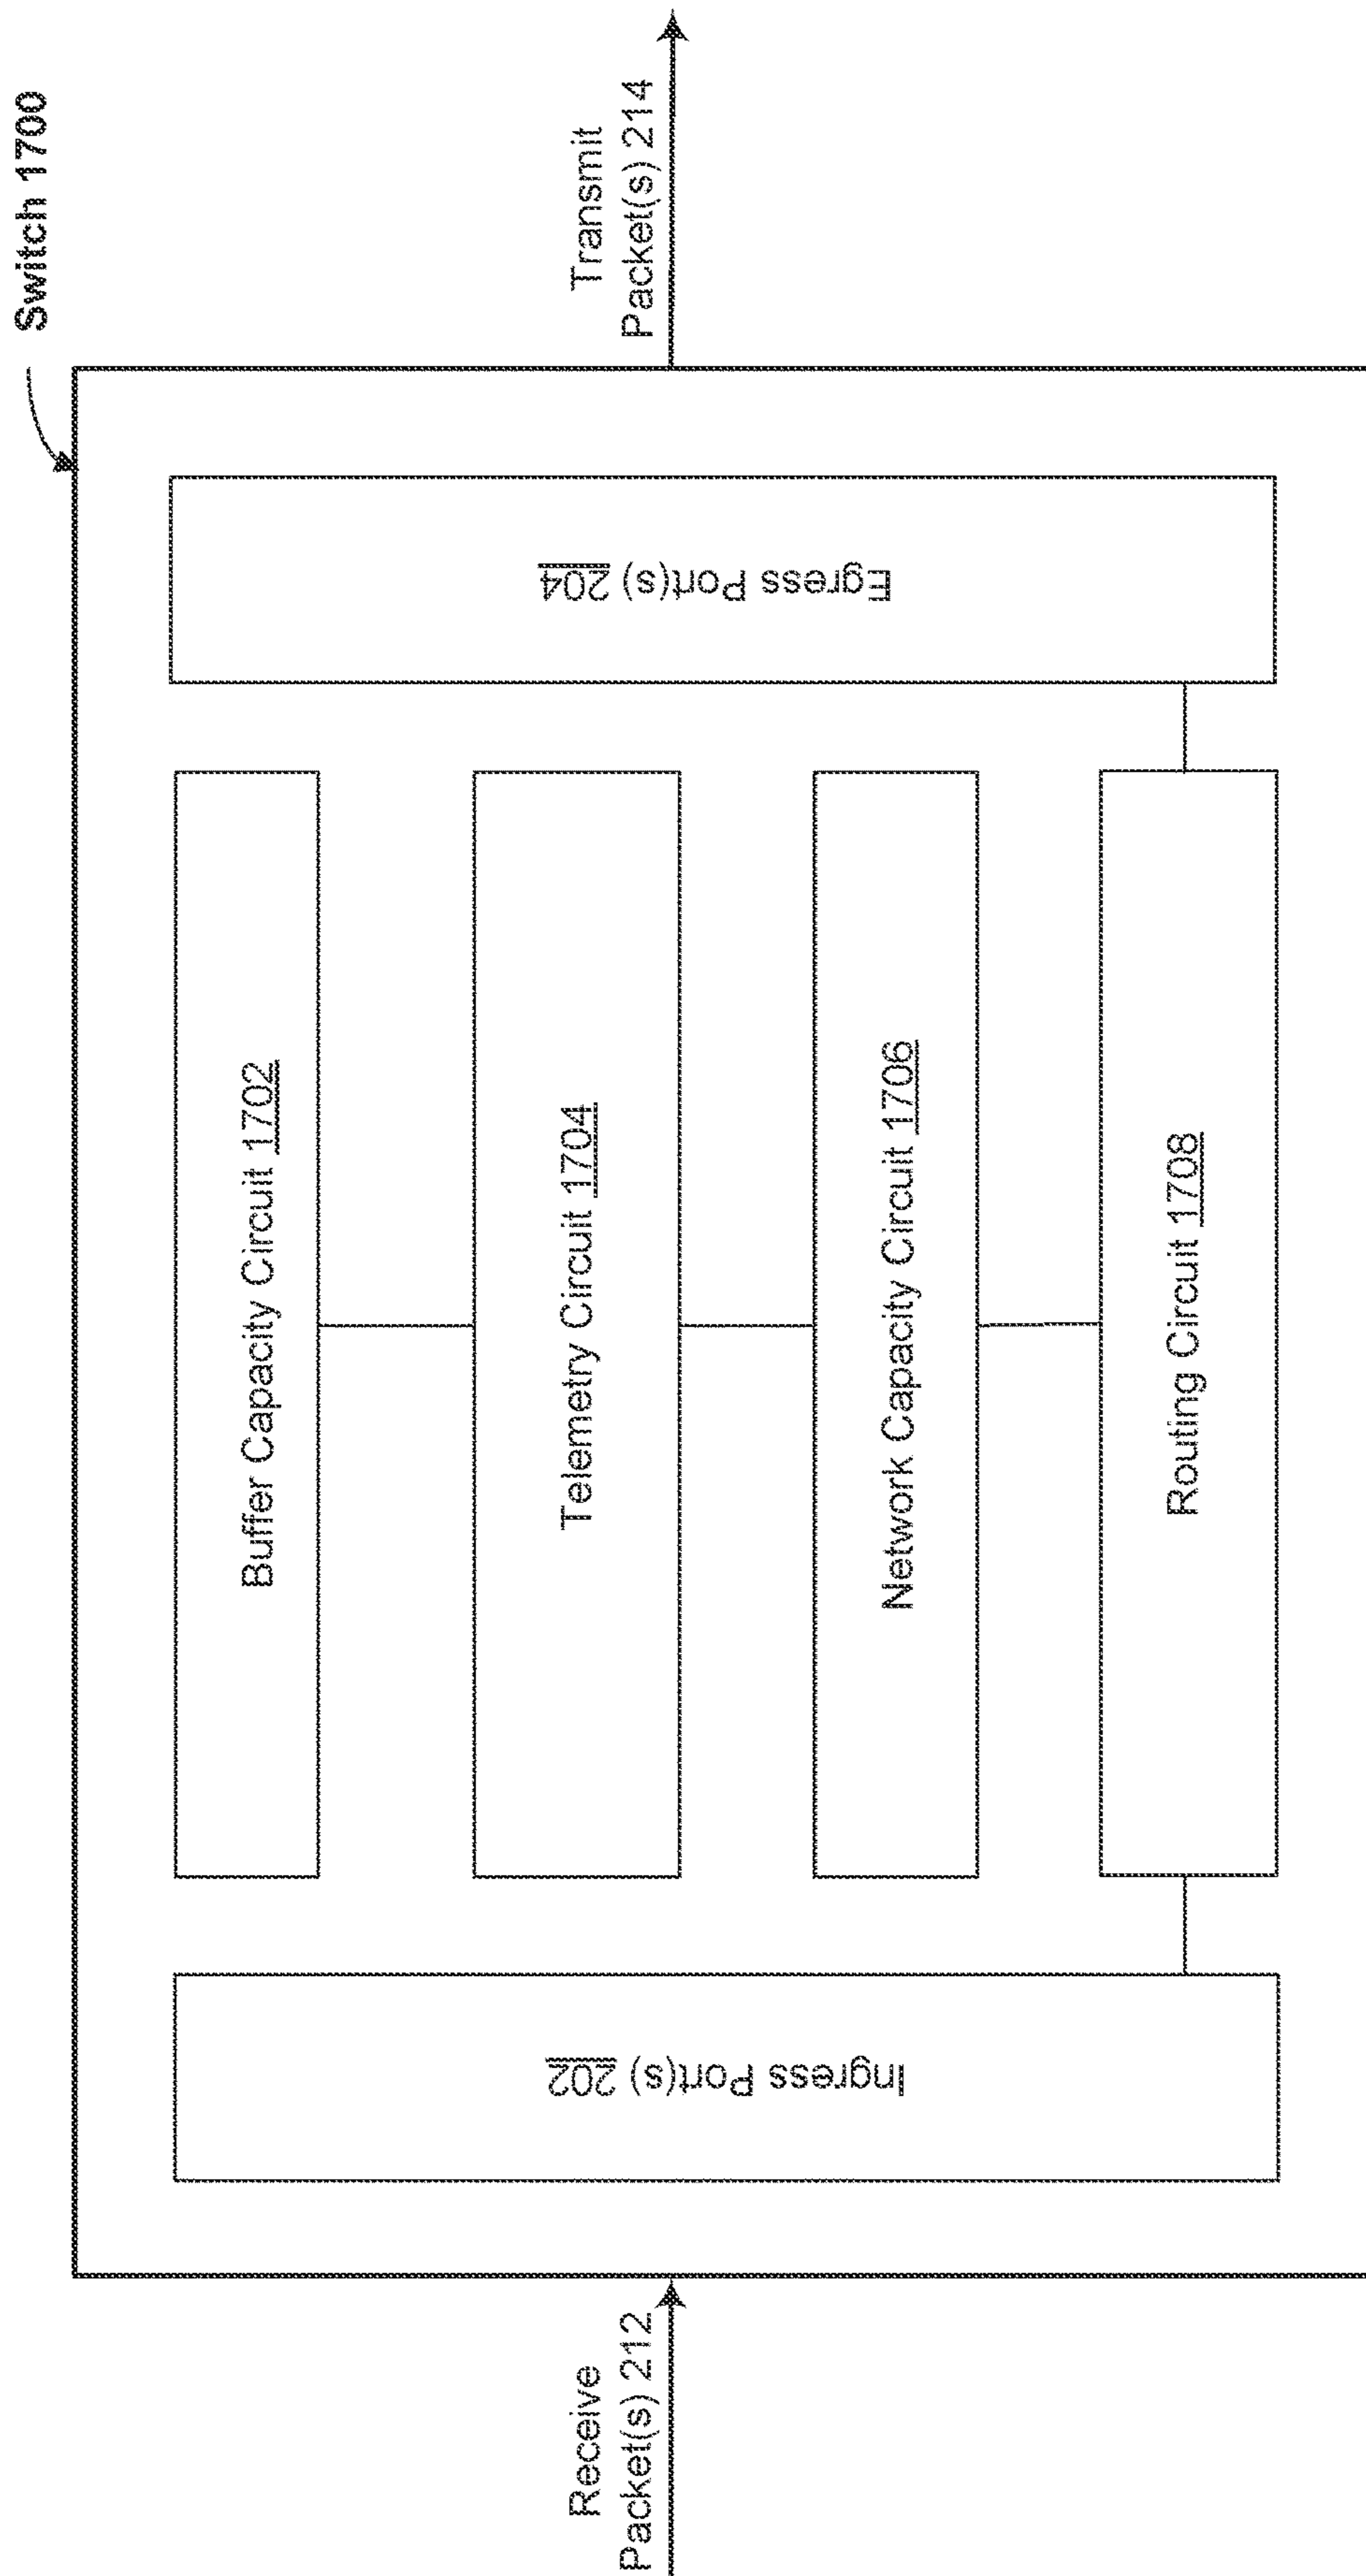 Switch 1700
Receive
Packet(s) 212
Ingress Port(s) 202
Buffer Capacity Circuit 1702
Telemetry Circuit 1704
Network Capacity Circuit 1706
Routing Circuit 1708
Egress Port(s) 204
Transmit
Packet(s) 214